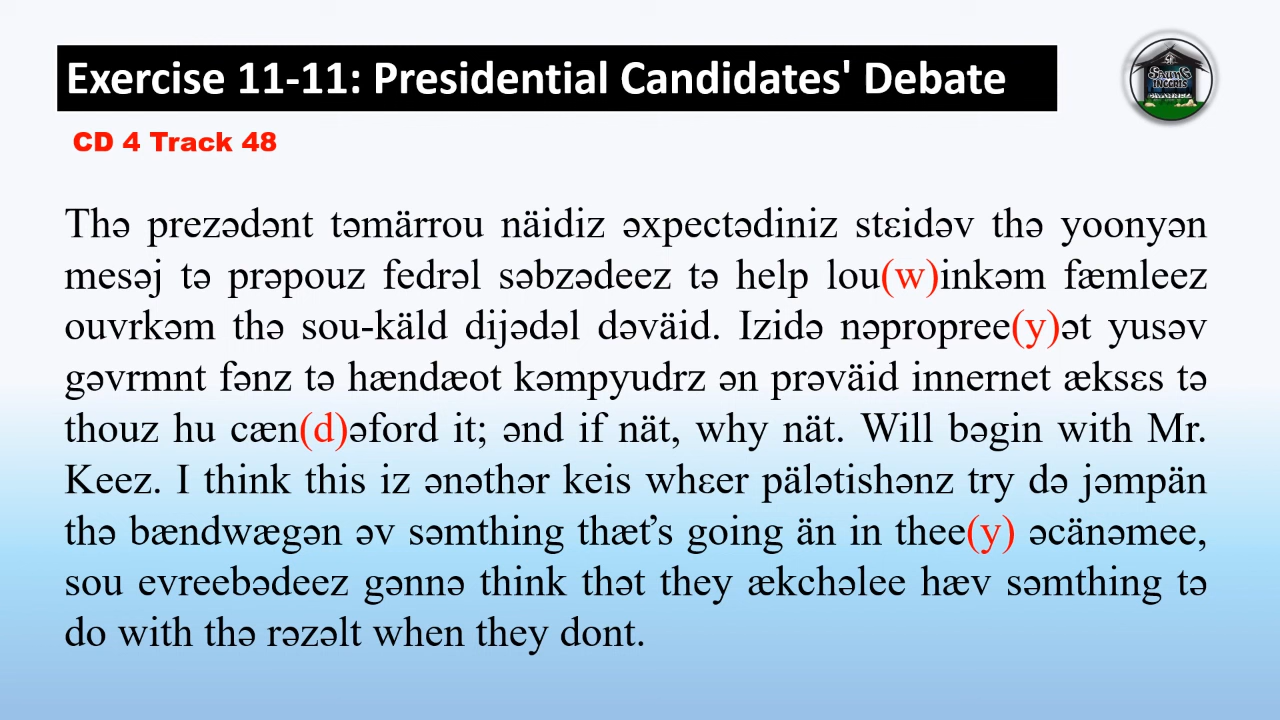 Exercise 11-11: Presidential Candidates' Debate
CD 4 Track 48
Thə prezədənt təmärrou näidiz əxpectədiniz stɛidəv thə yoonyən
mesəj tə prəpouz fedrəl səbzədeez tə help lou(w)inkəm fæmleez
ouvrkəm thə sou-käld dijədəl dəväid. Izidə nəpropree(y)ət yusəv
gəvrmnt fənz tə hændæot kəmpyudrz ən prəväid innernet æksɛs tə
thouz hu cæn(d)əford it; ənd if nät, why nät. Will bəgin with Mr.
Keez. I think this iz ənəthər keis whɛer pälətishənz try də jəmpän
thə bændwægən əv səmthing thæt's going än in thee(y) əcänəmee,
sou evreebədeez gənnə think thət they ækchəlee hæv səmthing tə
do with thə rəzəlt when they dont.